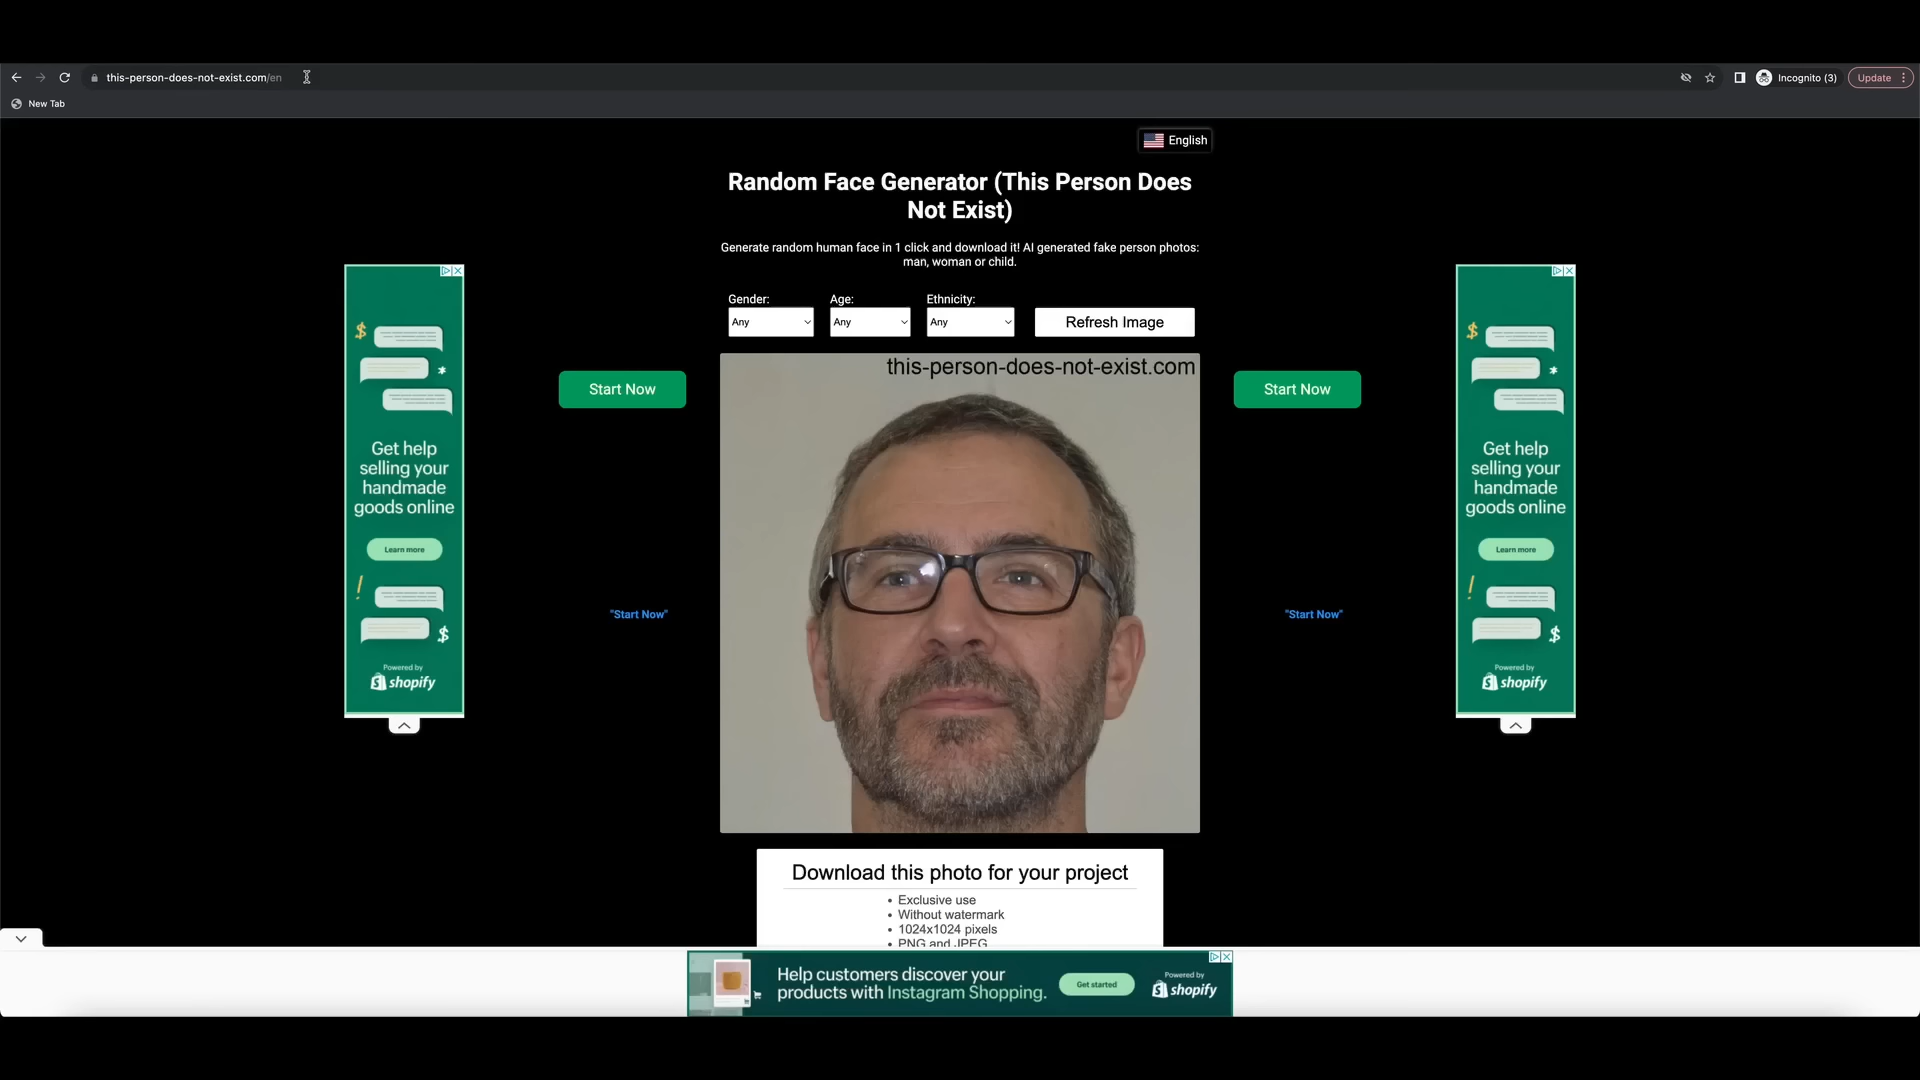 this-person-does-not-exist.com/en
Incognito (3)
Update
New Tab
English
Random Face Generator (This Person Does
Not Exist)
Generate random human face in 1 click and download it! AI generated fake person photos:
man, woman or child.
Gender:
Age:
Ethnicity:
Any
Any
Any
Refresh Image
this-person-does-not-exist.com
Start Now
Start Now
$
Get help
selling your
handmade
goods online
Learn more
!
$
Powered by
shopify
$
Get help
selling your
handmade
goods online
Learn more
!
$
Powered by
shopify
"Start Now"
"Start Now"
Download this photo for your project
• Exclusive use
• Without watermark
• 1024x1024 pixels
• PNG and JPEG
Help customers discover your
products with Instagram Shopping.
Get started
Powered by
shopify